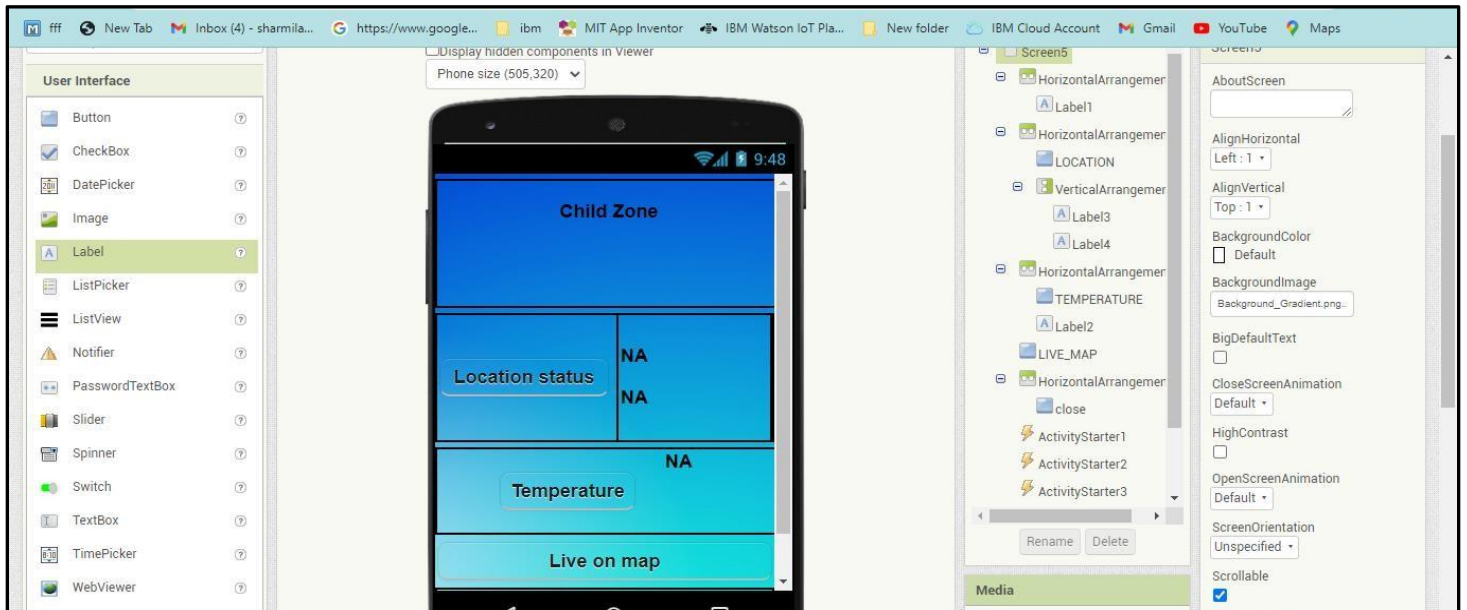 fff New Tab Inbox (4) - sharmila... https://www.google... ibm MIT App Inventor IBM Watson IoT Pla... New folder IBM Cloud Account Gmail YouTube Maps
User Interface
Button
CheckBox
DatePicker
Image
Label
ListPicker
ListView
Notifier
PasswordTextBox
Slider
Spinner
Switch
TextBox
TimePicker
WebViewer
Display hidden components in Viewer
Phone size (505,320)
9:48
Child Zone
Location status
NA
NA
NA
Temperature
Live on map
Screen5
HorizontalArrangemer
Label1
HorizontalArrangemer
LOCATION
VerticalArrangemer
Label3
Label4
HorizontalArrangemer
TEMPERATURE
Label2
LIVE_MAP
HorizontalArrangemer
close
ActivityStarter1
ActivityStarter2
ActivityStarter3
Rename Delete
Media
Screen5
AboutScreen
AlignHorizontal
Left : 1
AlignVertical
Top : 1
BackgroundColor
Default
BackgroundImage
Background_Gradient.png...
BigDefaultText
CloseScreenAnimation
Default
HighContrast
OpenScreenAnimation
Default
ScreenOrientation
Unspecified
Scrollable